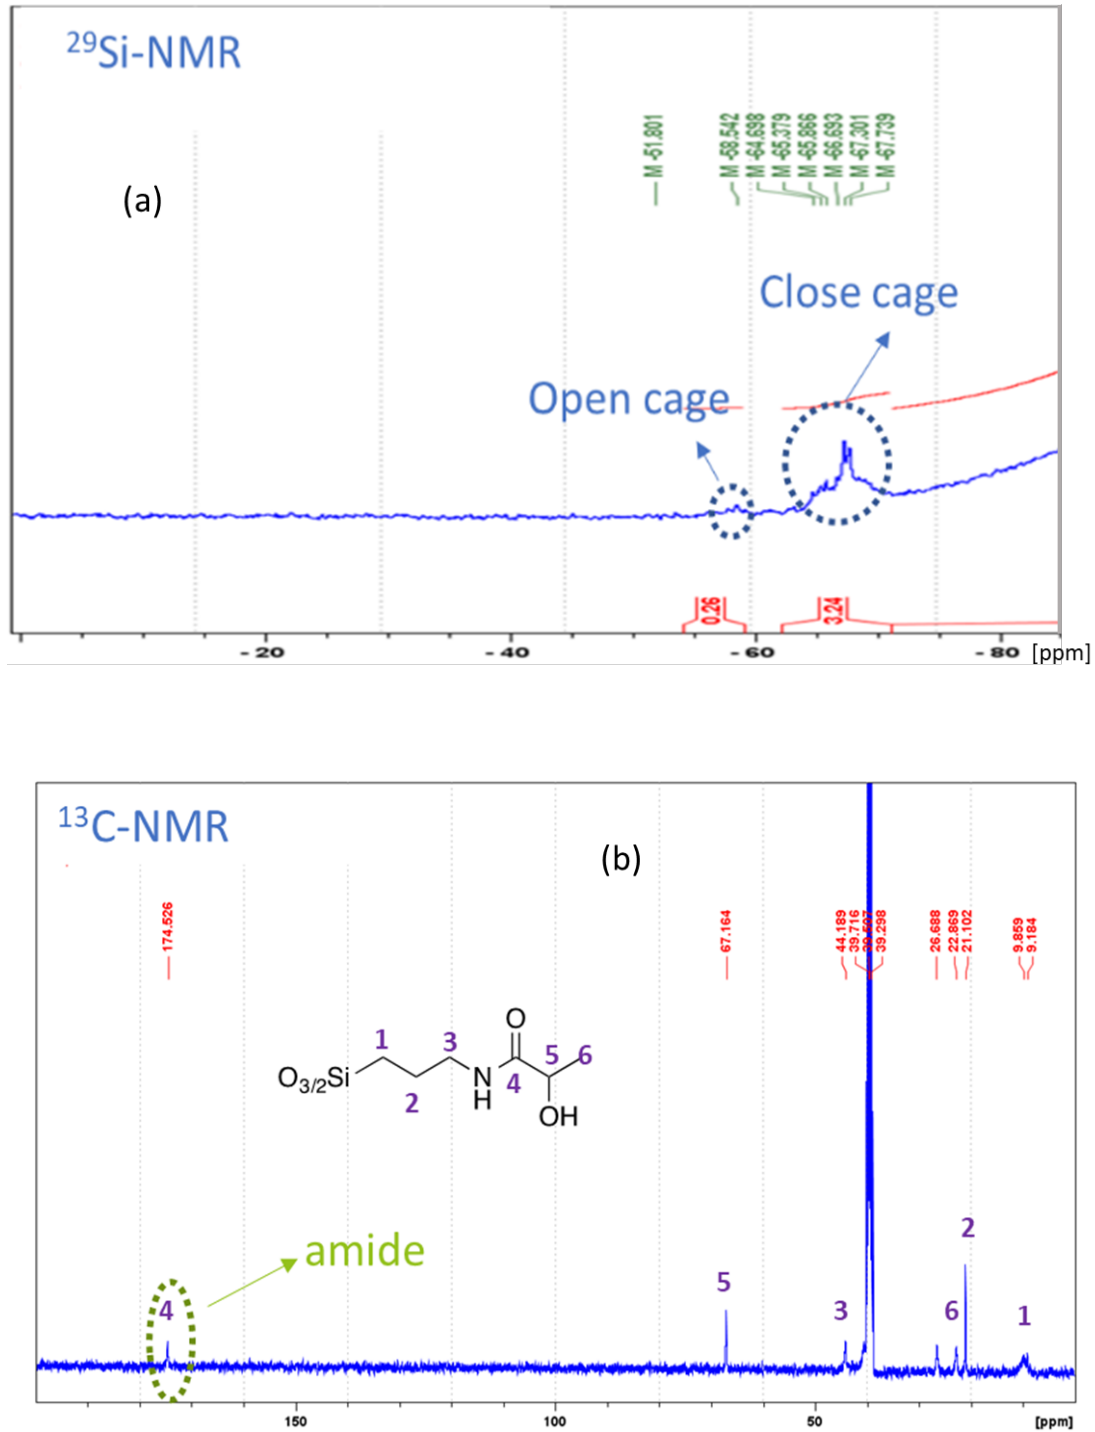 ²⁹Si-NMR
(a)
M -51.801
M -58.542
M -64.698
M -65.379
M -65.866
M -66.693
M -67.301
M -67.739
Close cage
Open cage
0.26
3.24
- 20
- 40
- 60
- 80
[ppm]
¹³C-NMR
(b)
174.526
67.164
44.189
39.716
39.298
26.688
22.869
21.102
9.859
9.184
O
1
3
5
6
O3/2Si
N
4
2
H
OH
amide
2
5
4
3
6
1
150
100
50
[ppm]